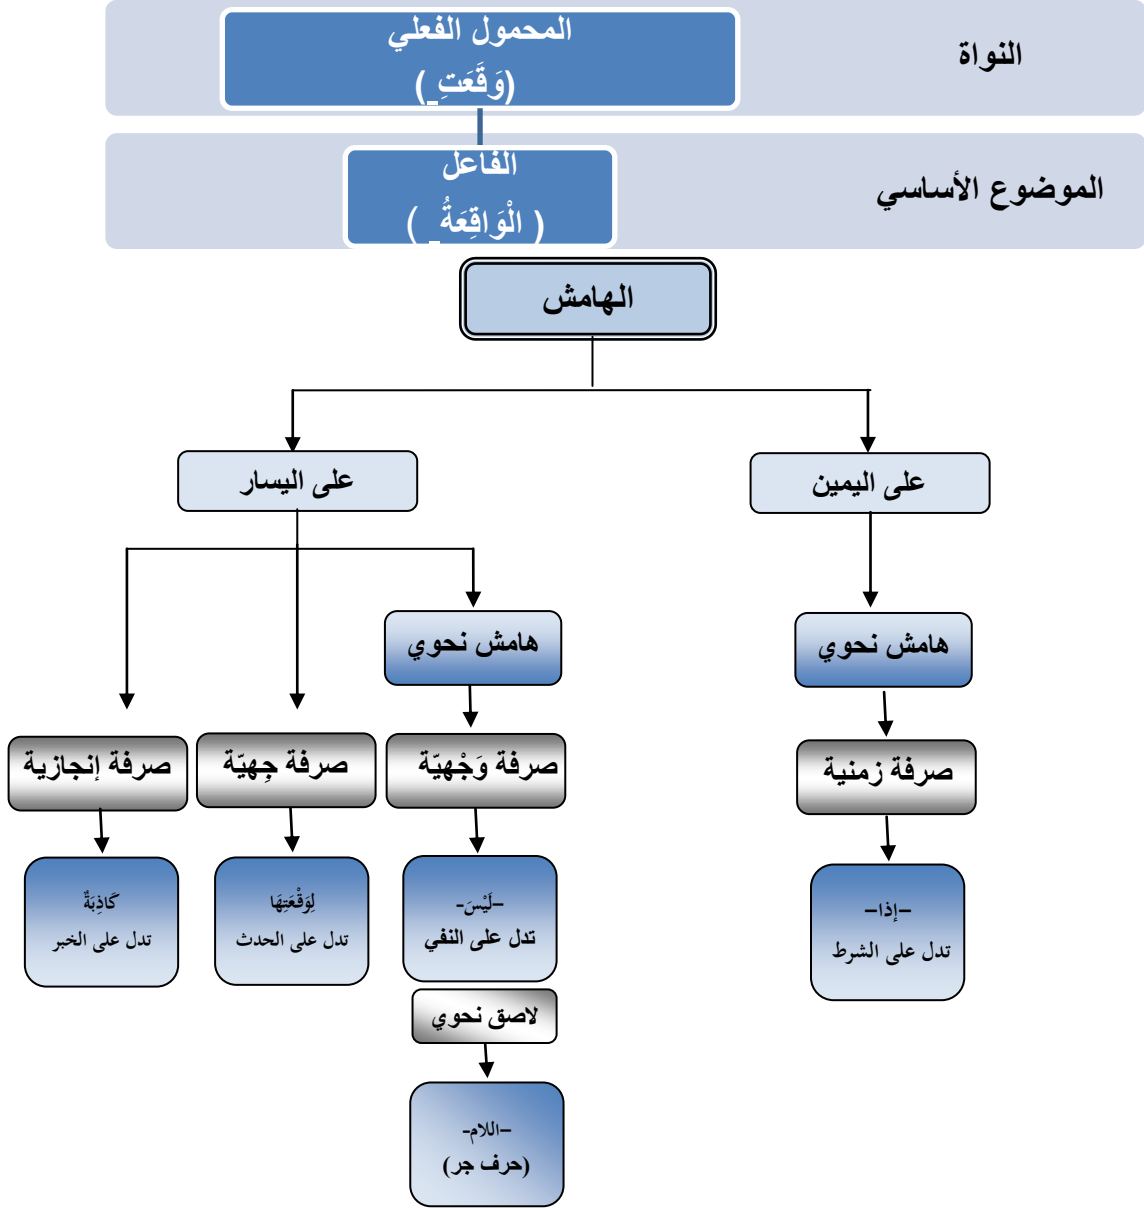 النواة
المحمول الفعلي
(وَقَعَتِ )
الموضوع الأساسي
الفاعل
( الْوَاقِعَةُ )
الهامش
على اليمين
على اليسار
هامش نحوي
هامش نحوي
صرفة زمنية
صرفة وَجْهيّة
صرفة جِهيّة
صرفة إنجازية
–إذا–
تدل على الشرط
–لَيْسَ-
تدل على النفي
لِوَقْعَتِهَا
تدل على الحدث
كَاذِبَةٌ
تدل على الخبر
لاصق نحوي
–اللام-
(حرف جر)